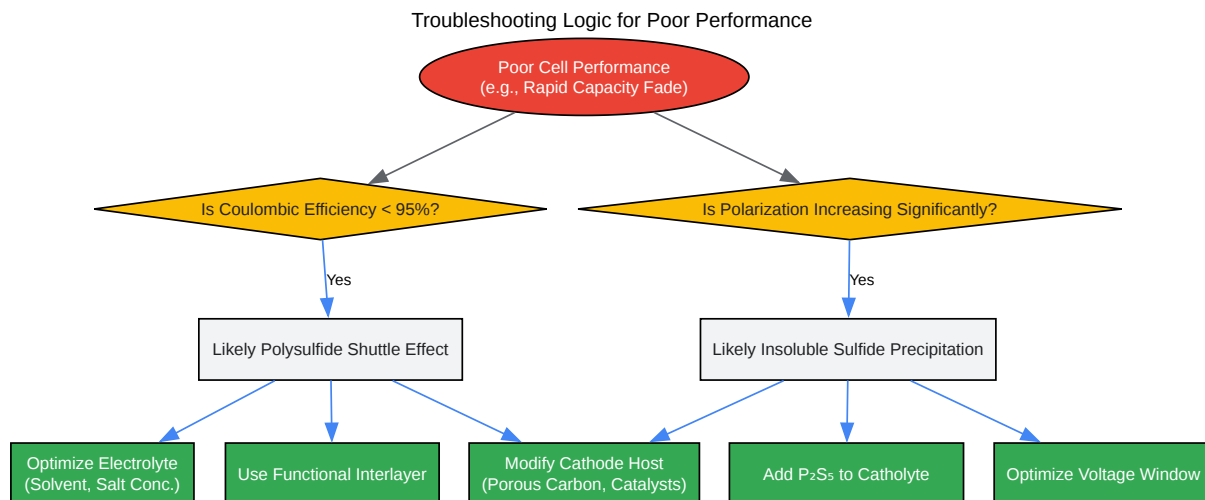 Troubleshooting Logic for Poor Performance
Poor Cell Performance
(e.g., Rapid Capacity Fade)
Is Coulombic Efficiency < 95%?
Is Polarization Increasing Significantly?
Yes
Yes
Likely Polysulfide Shuttle Effect
Likely Insoluble Sulfide Precipitation
Optimize Electrolyte
(Solvent, Salt Conc.)
Use Functional Interlayer
Modify Cathode Host
(Porous Carbon, Catalysts)
Add P₂S₅ to Catholyte
Optimize Voltage Window